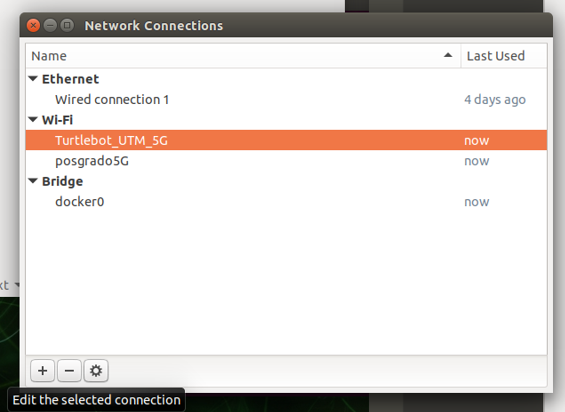 Network Connections
Name Last Used
Ethernet
Wired connection 1 4 days ago
Wi-Fi
Turtlebot_UTM_5G now
posgrado5G now
Bridge
docker0 now
xt
Edit the selected connection